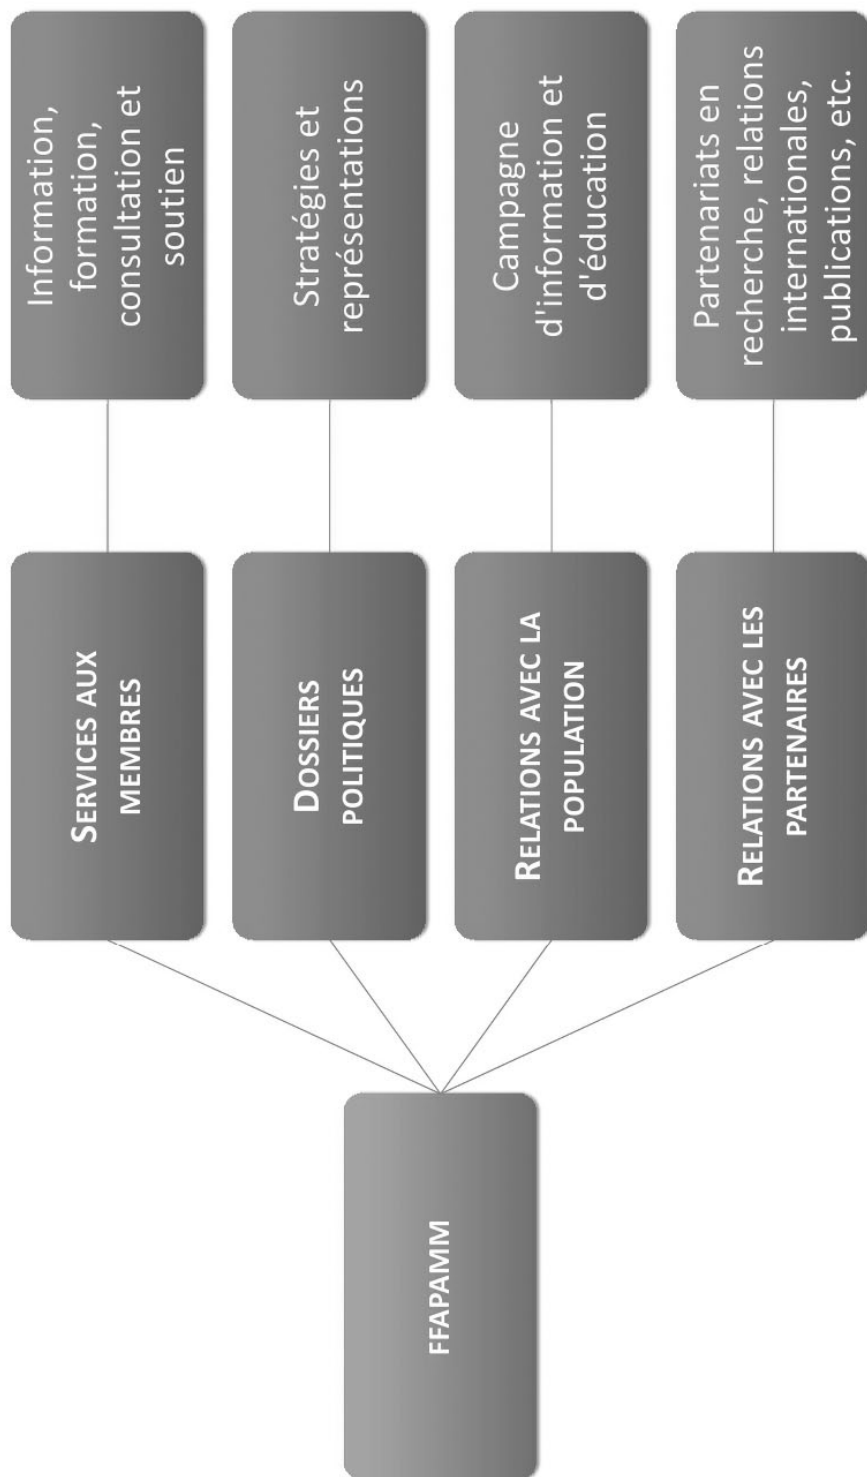 FFAPAMM
SERVICES AUX
MEMBRES
Information,
formation,
consultation et
soutien
DOSSIERS
POLITIQUES
Stratégies et
représentations
RELATIONS AVEC LA
POPULATION
Campagne
d'information et
d'éducation
RELATIONS AVEC LES
PARTENAIRES
Partenariats en
recherche, relations
internationales,
publications, etc.